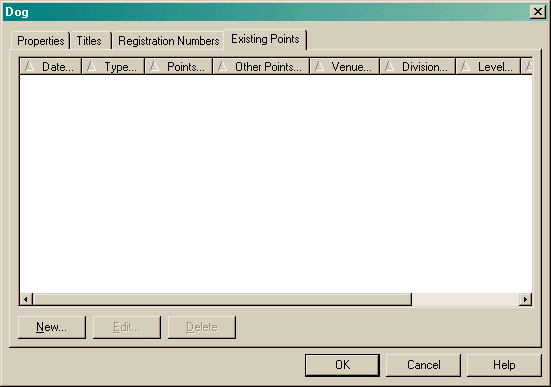 Dog
Properties Titles Registration Numbers Existing Points
Date... Type... Points... Other Points... Venue... Division... Level...
New... Edit... Delete
OK Cancel Help